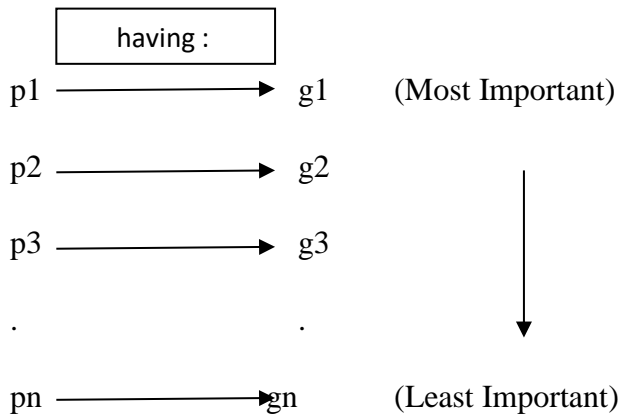 having :
p1 g1 (Most Important)
p2 g2
p3 g3
. .
pn gn (Least Important)